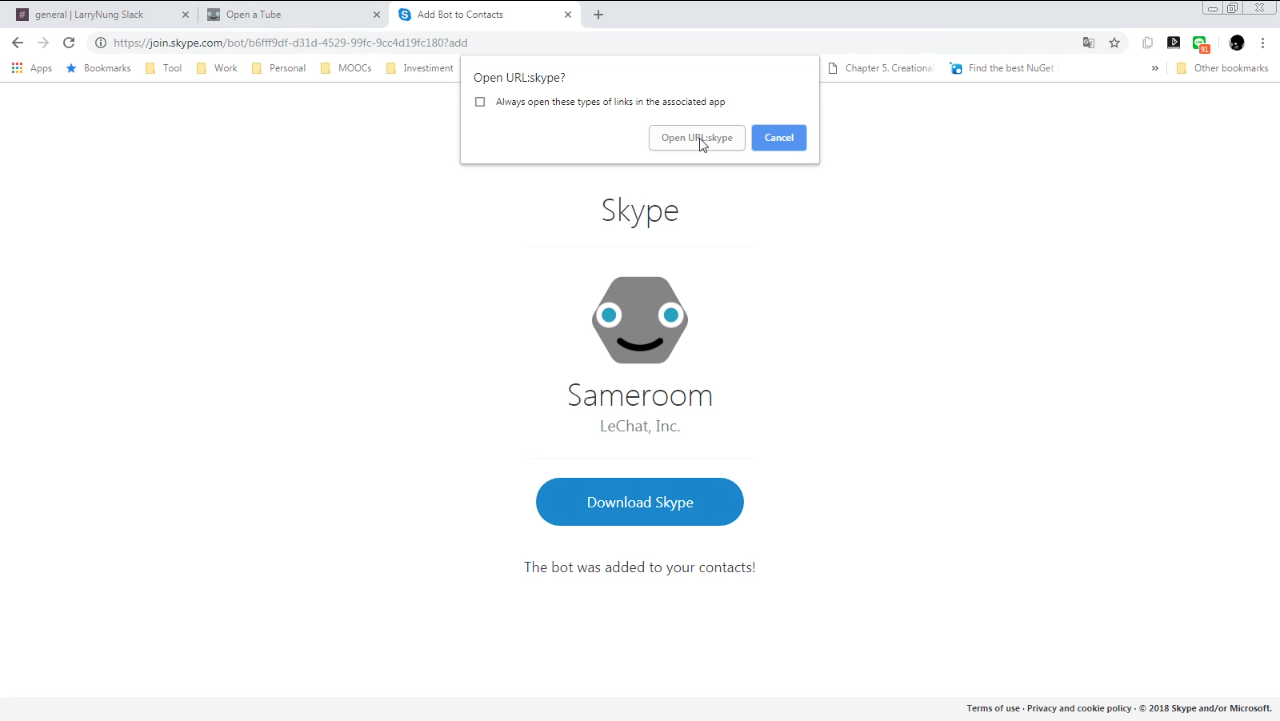 general | LarryNung Slack
Open a Tube
Add Bot to Contacts
https://join.skype.com/bot/b6fff9df-d31d-4529-99fc-9cc4d19fc180?add
91
Apps Bookmarks Tool Work Personal MOOCs Investiment Chapter 5. Creationa Find the best NuGet » Other bookmarks
Open URL:skype?
Always open these types of links in the associated app
Open URL:skype Cancel
Skype
Sameroom
LeChat, Inc.
Download Skype
The bot was added to your contacts!
Terms of use · Privacy and cookie policy · © 2018 Skype and/or Microsoft.